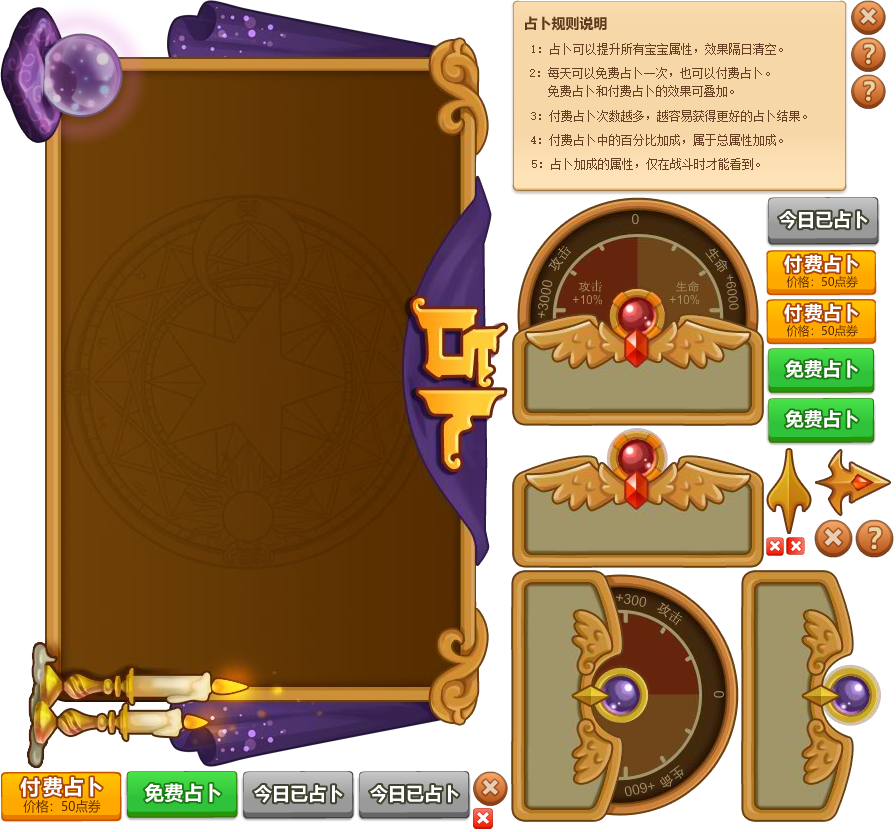 占卜规则说明
1：占卜可以提升所有宝宝属性，效果隔日清空。
2：每天可以免费占卜一次，也可以付费占卜。
免费占卜和付费占卜的效果可叠加。
3：付费占卜次数越多，越容易获得更好的占卜结果。
4：付费占卜中的百分比加成，属于总属性加成。
5：占卜加成的属性，仅在战斗时才能看到。
占卜
0
+3000 攻击
生命 +6000
攻击
+10%
生命
+10%
今日已占卜
付费占卜
价格：50点券
付费占卜
价格：50点券
免费占卜
免费占卜
+300 攻击
0
生命 +600
付费占卜
价格：50点券
免费占卜
今日已占卜
今日已占卜